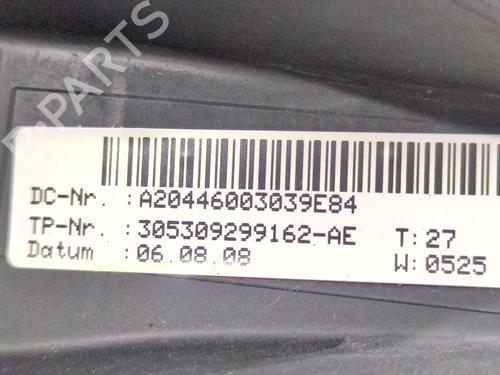 B-PARTS
DC-Nr. :A20446003039E84
TP-Nr. :305309299162-AE T:27
Datum :06.08.08 W:0525